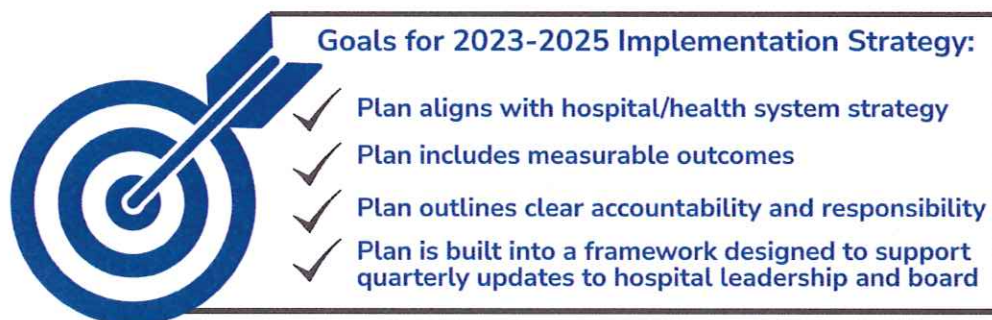 Goals for 2023-2025 Implementation Strategy:
Plan aligns with hospital/health system strategy
Plan includes measurable outcomes
Plan outlines clear accountability and responsibility
Plan is built into a framework designed to support
quarterly updates to hospital leadership and board